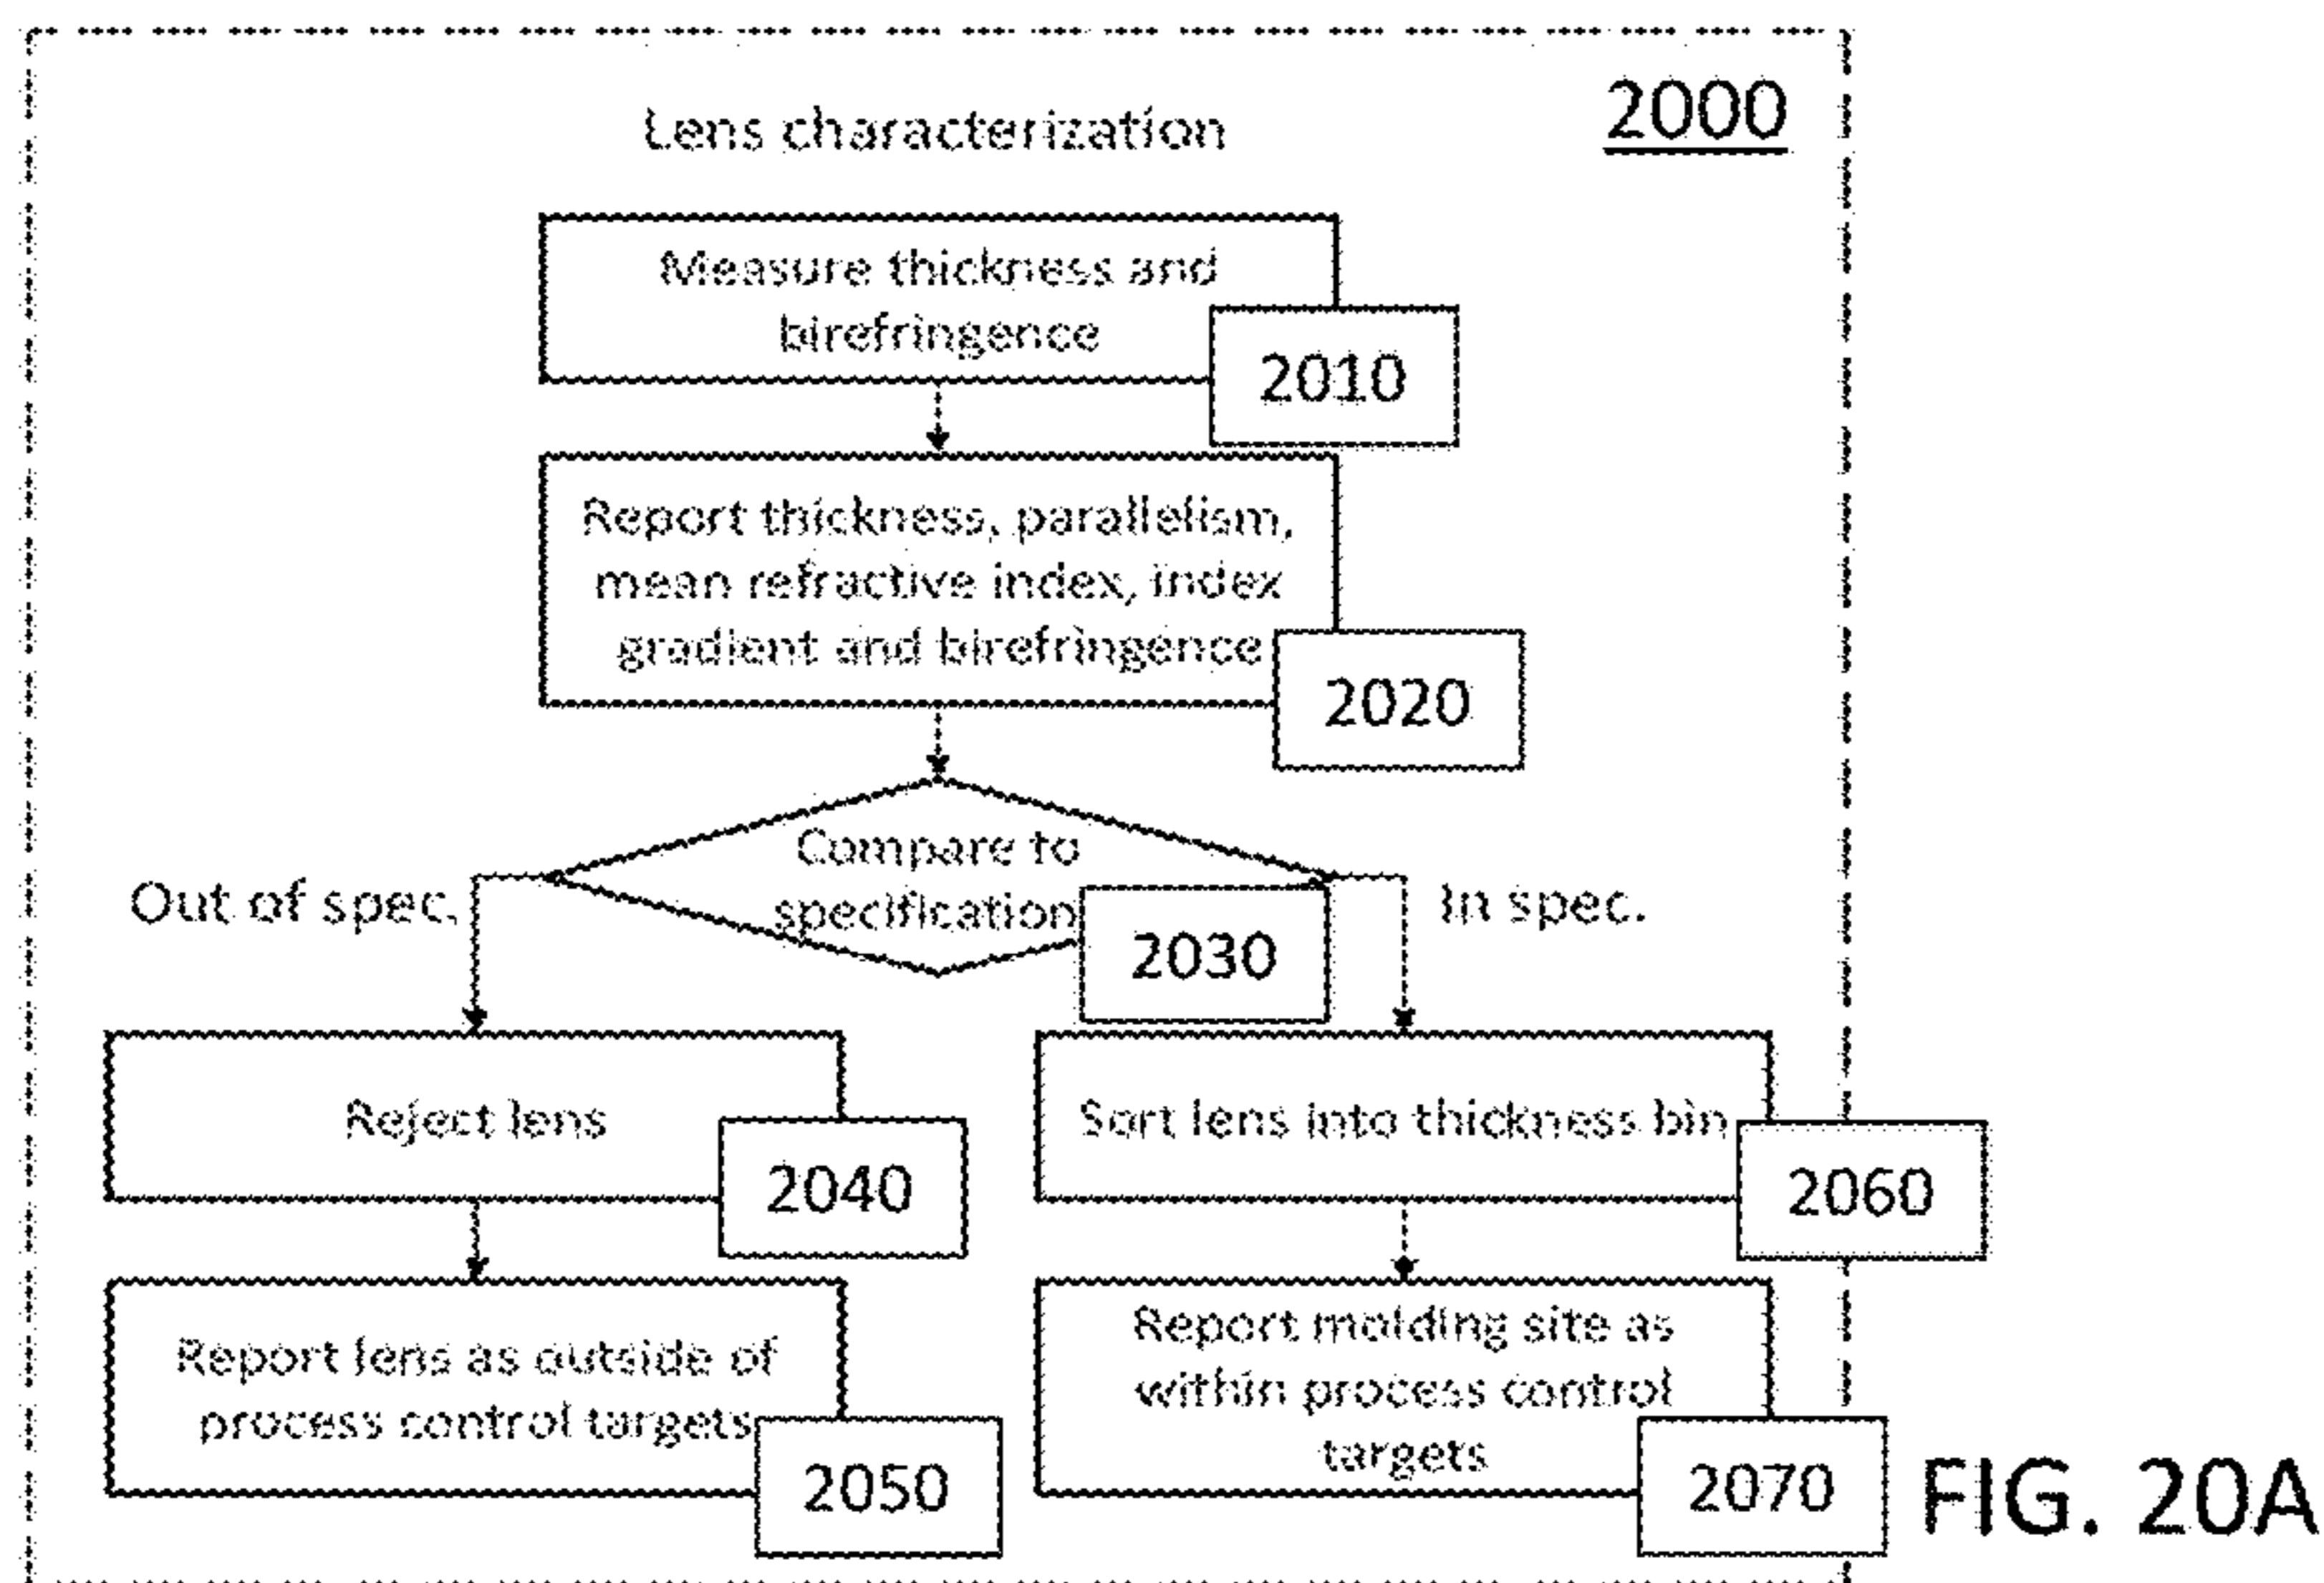 2000
Lens characterization
Measure thickness and
birefringence
2010
Report thickness, parallelism,
mean refractive index, index
gradient and birefringence
2020
Compare to
specification
2030
Out of spec.
In spec.
Reject lens
2040
Sort lens into thickness bin
2060
Report lens as outside of
process control targets
2050
Report molding site as
within process control
targets
2070
FIG. 20A